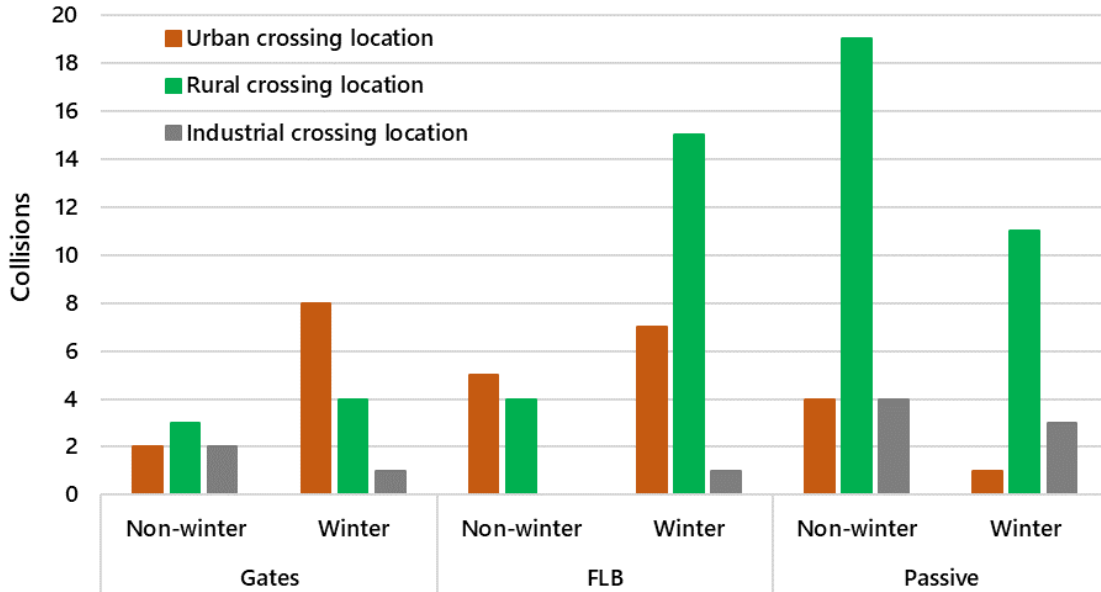 Urban crossing location
Rural crossing location
Industrial crossing location
Collisions
20
18
16
14
12
10
8
6
4
2
0
Non-winter Winter Non-winter Winter Non-winter Winter
Gates FLB Passive